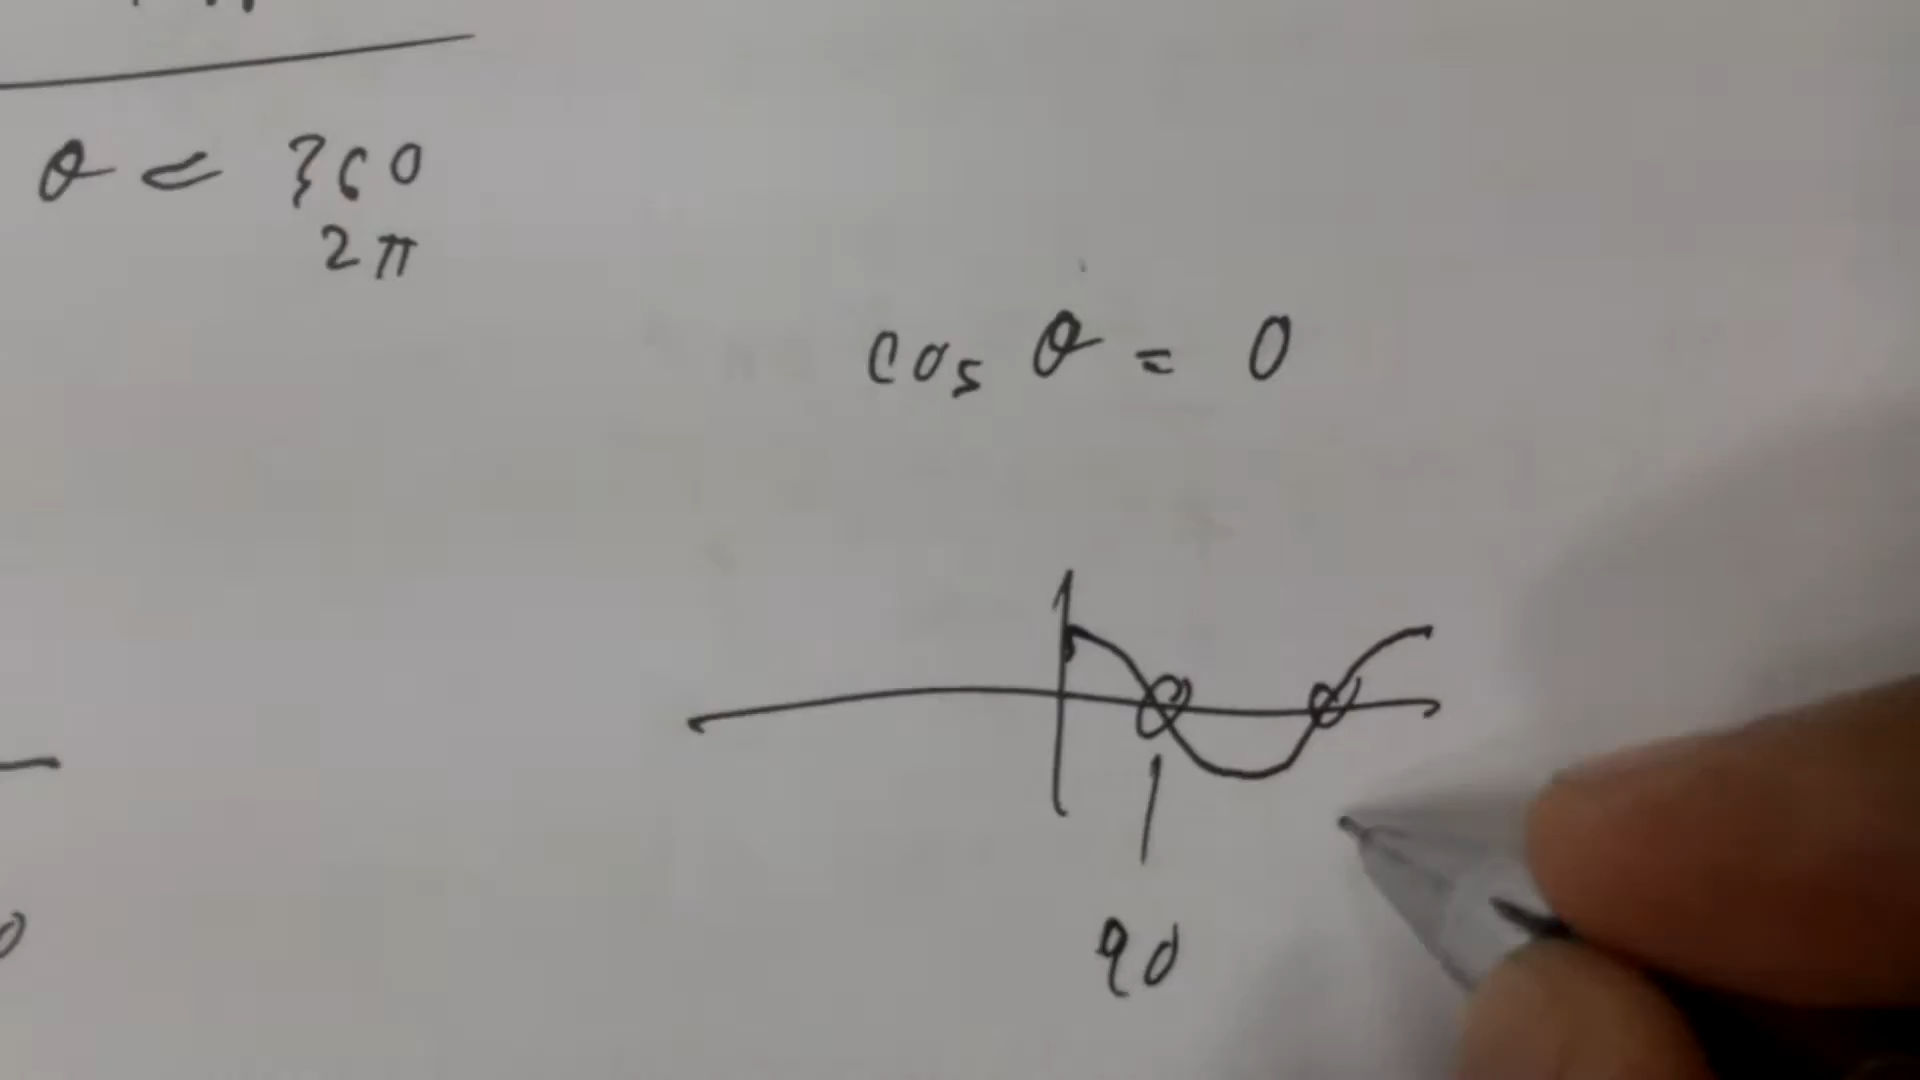 θ = 360
2π
cos θ = 0
90